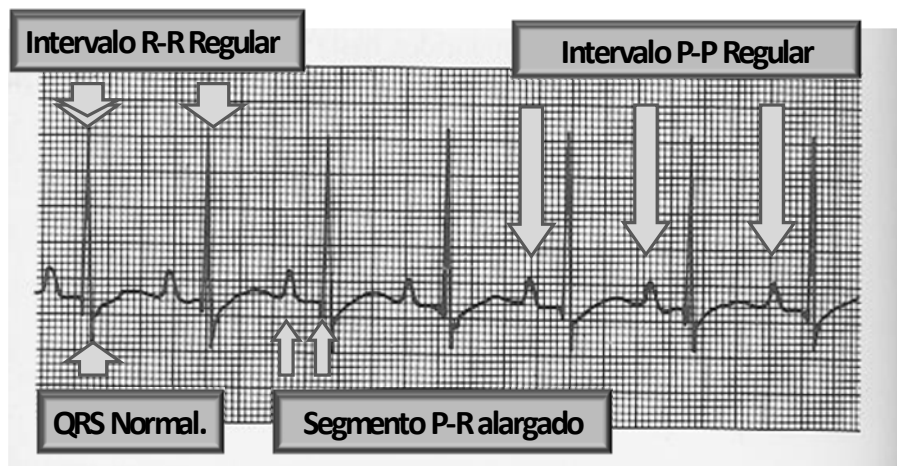 Intervalo R-R Regular
Intervalo P-P Regular
QRS Normal.
Segmento P-R alargado